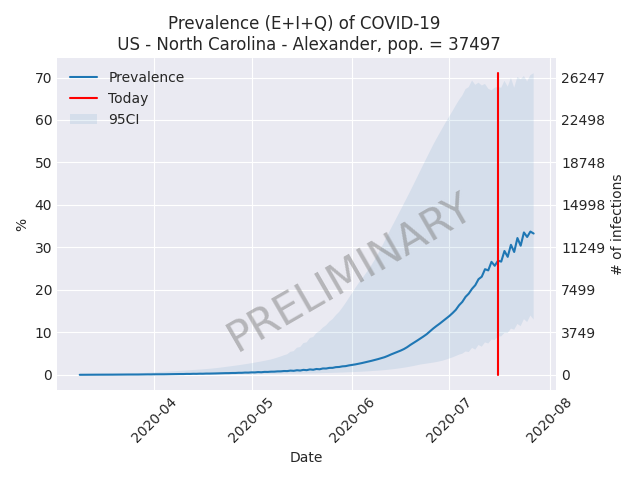 Prevalence (E+I+Q) of COVID-19
US - North Carolina - Alexander, pop. = 37497
Prevalence
Today
95CI
PRELIMINARY
%
70
60
50
40
30
20
10
0
26247
22498
18748
14998
11249
7499
3749
0
# of infections
2020-04
2020-05
2020-06
2020-07
2020-08
Date